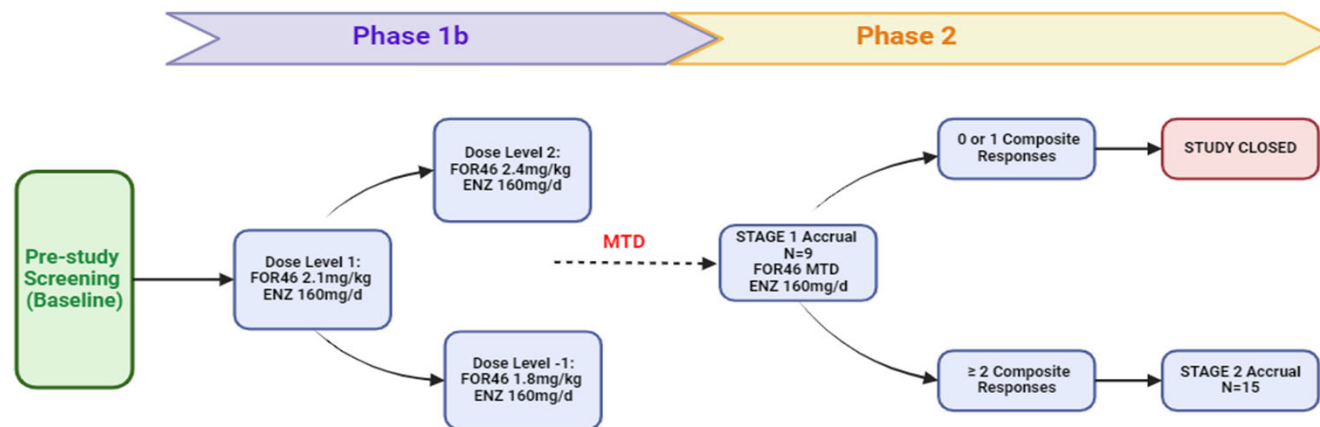 Phase 1b
Phase 2
Pre-study
Screening
(Baseline)
Dose Level 1:
FOR46 2.1mg/kg
ENZ 160mg/d
Dose Level 2:
FOR46 2.4mg/kg
ENZ 160mg/d
Dose Level -1:
FOR46 1.8mg/kg
ENZ 160mg/d
MTD
STAGE 1 Accrual
N=9
FOR46 MTD
ENZ 160mg/d
0 or 1 Composite
Responses
STUDY CLOSED
≥ 2 Composite
Responses
STAGE 2 Accrual
N=15